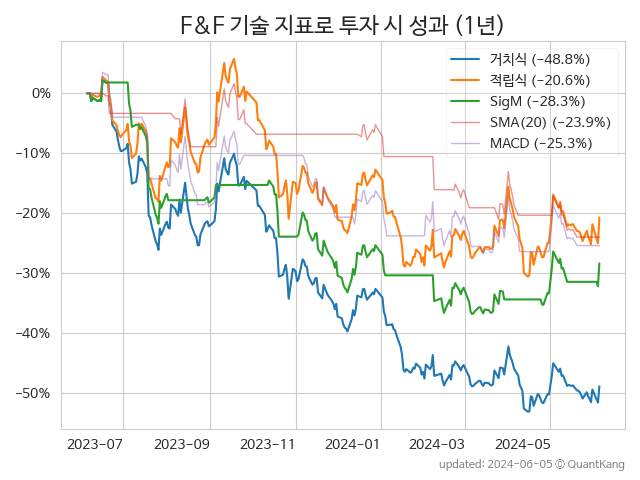 F&F 기술 지표로 투자 시 성과 (1년)
거치식 (−48.8%)
적립식 (−20.6%)
SigM (−28.3%)
SMA(20) (−23.9%)
MACD (−25.3%)
0%
−10%
−20%
−30%
−40%
−50%
2023−07
2023−09
2023−11
2024−01
2024−03
2024−05
updated: 2024−06−05 © QuantKang